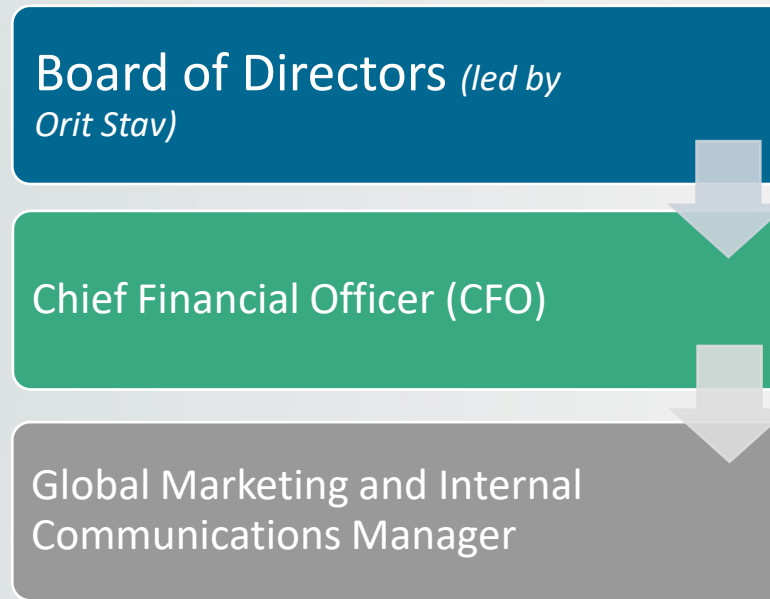 Board of Directors (led by
Orit Stav)
Chief Financial Officer (CFO)
Global Marketing and Internal
Communications Manager